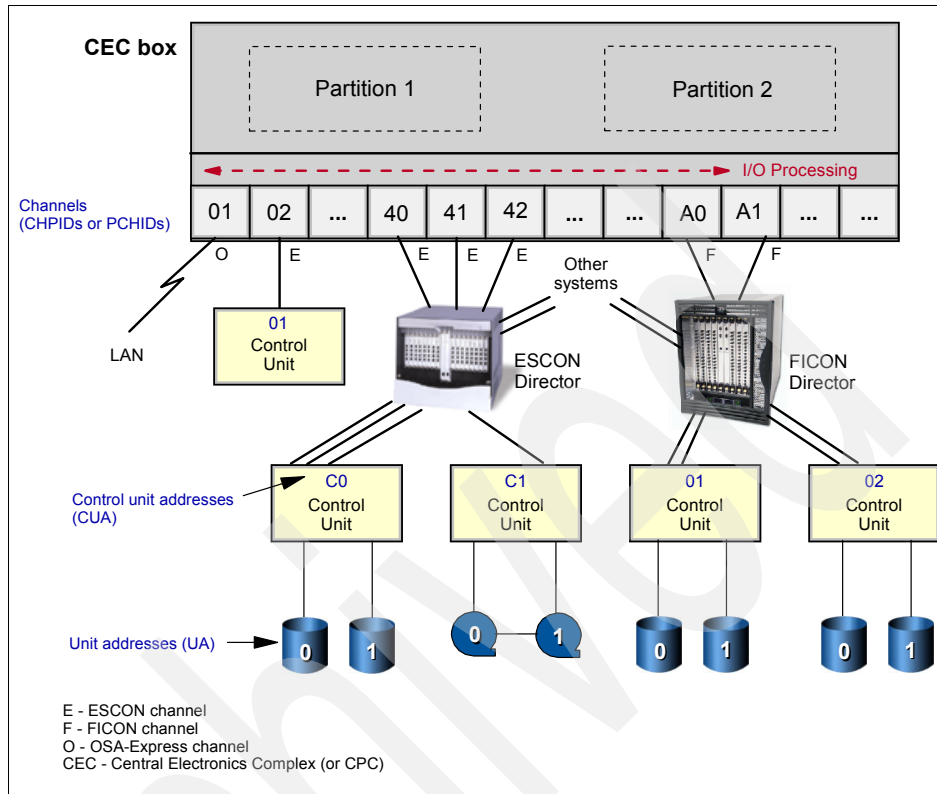 CEC box
Partition 1
Partition 2
I/O Processing
Channels
(CHPIDs or PCHIDs)
01 02 ... 40 41 42 ... ... A0 A1 ... ...
O E E E E F F
Other
systems
LAN
01
Control
Unit
ESCON
Director
FICON
Director
Control unit addresses
(CUA)
C0
Control
Unit
C1
Control
Unit
01
Control
Unit
02
Control
Unit
Unit addresses (UA)
0 1 0 1 0 1 0 1
E - ESCON channel
F - FICON channel
O - OSA-Express channel
CEC - Central Electronics Complex (or CPC)